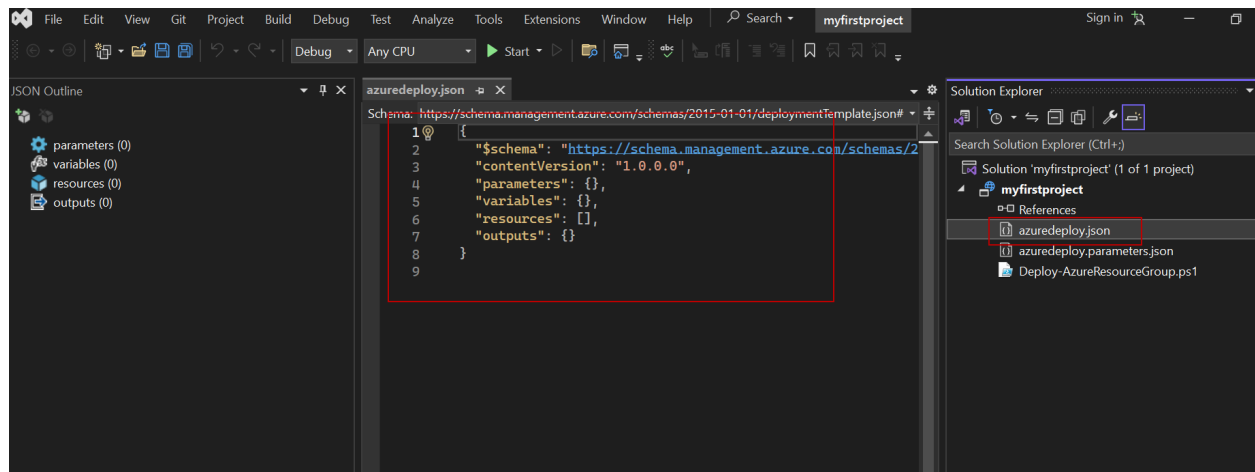 File Edit View Git Project Build Debug Test Analyze Tools Extensions Window Help Search myfirstproject Sign in
Debug Any CPU Start abc
JSON Outline
parameters (0)
variables (0)
resources (0)
outputs (0)
azuredeploy.json
Schema: https://schema.management.azure.com/schemas/2015-01-01/deploymentTemplate.json#
1 {
2 "$schema": "https://schema.management.azure.com/schemas/2
3 "contentVersion": "1.0.0.0",
4 "parameters": {},
5 "variables": {},
6 "resources": [],
7 "outputs": {}
8 }
9
Solution Explorer
Search Solution Explorer (Ctrl+;)
Solution 'myfirstproject' (1 of 1 project)
myfirstproject
References
azuredeploy.json
azuredeploy.parameters.json
Deploy-AzureResourceGroup.ps1